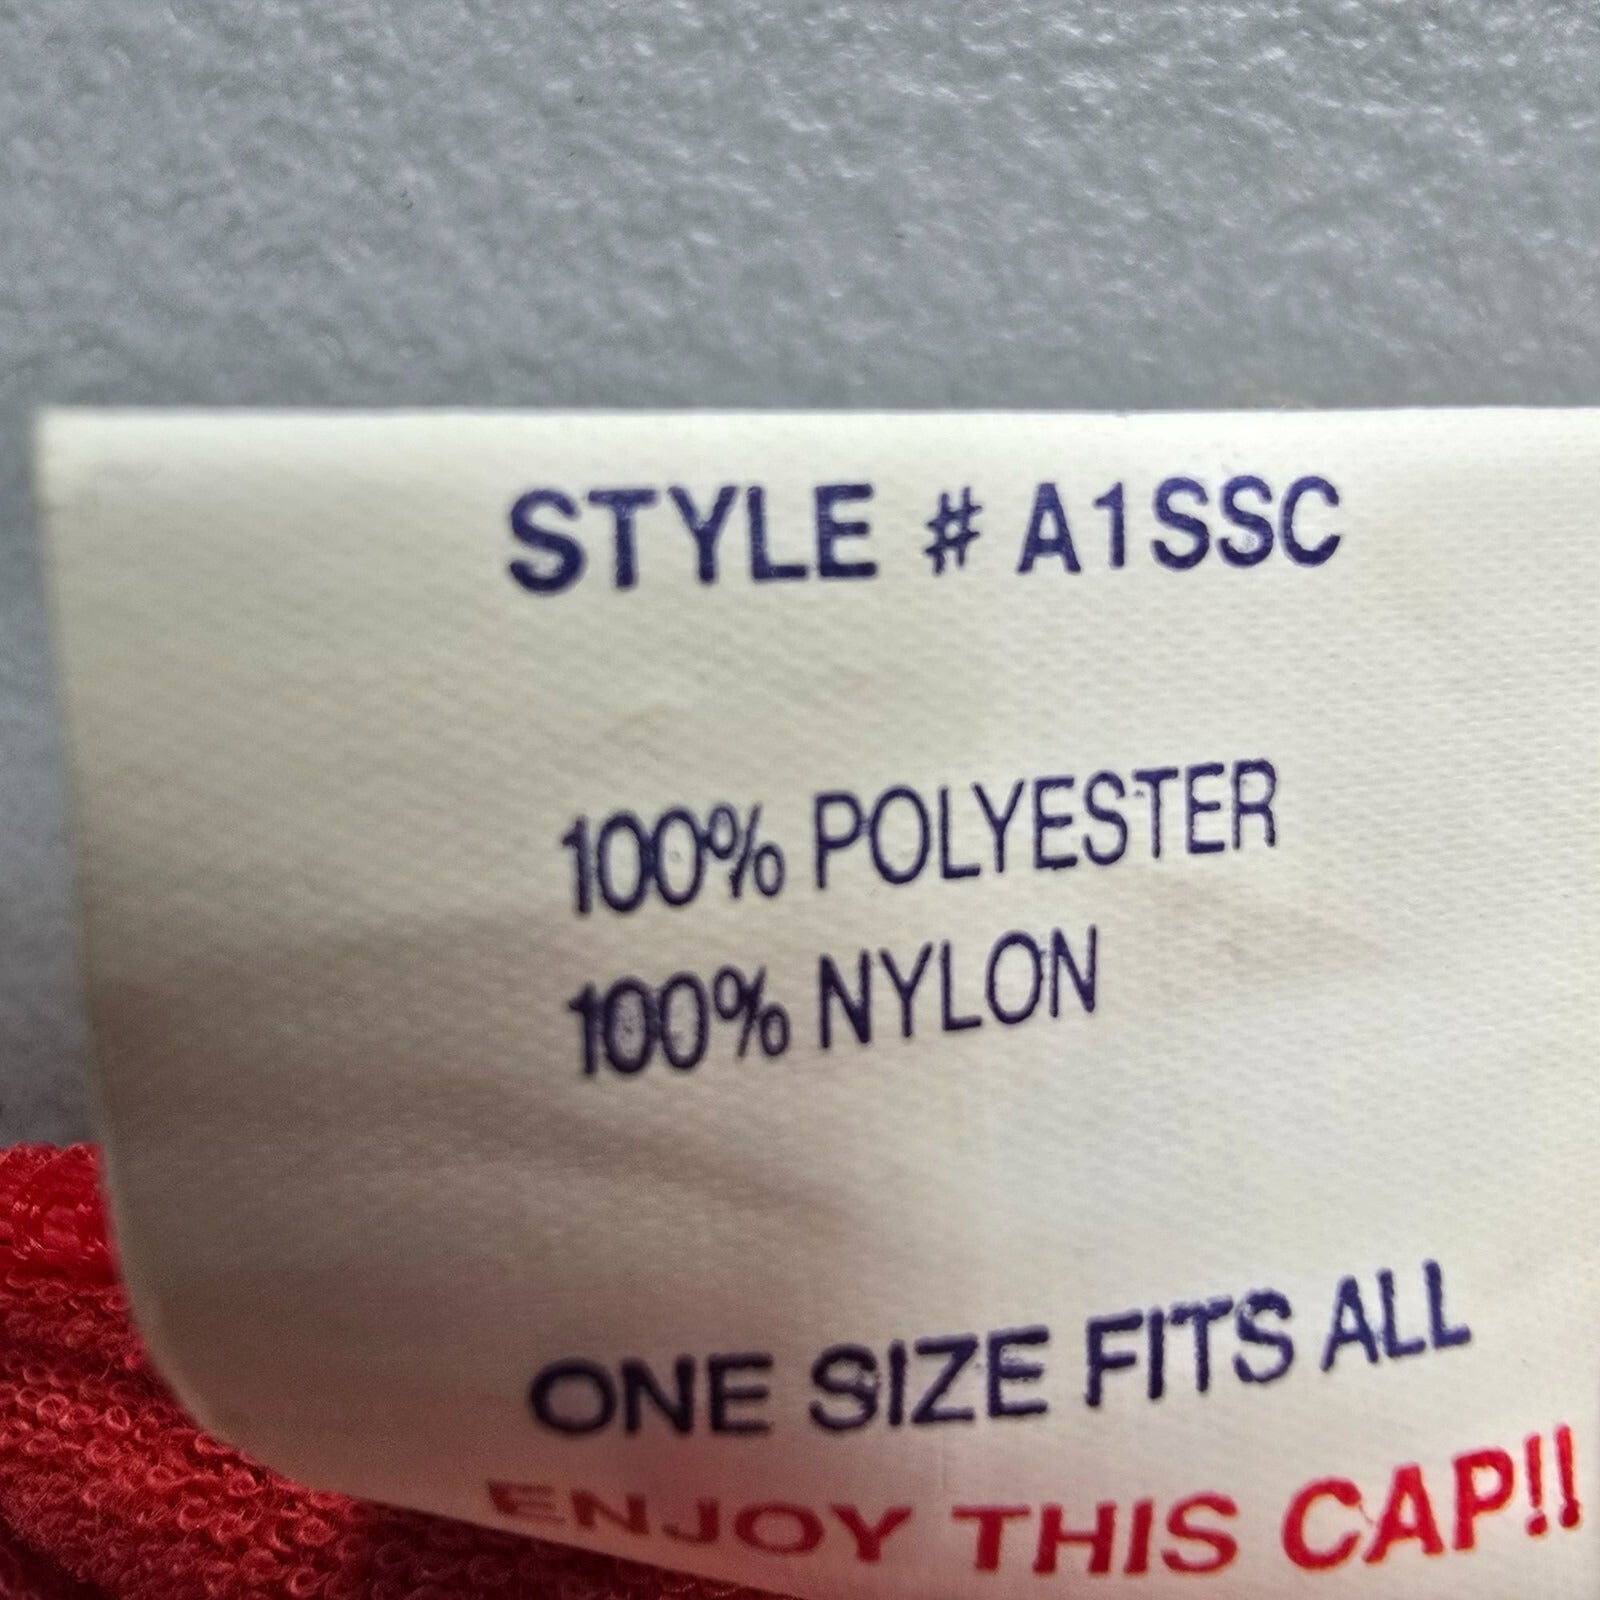 STYLE # A1SSC
100% POLYESTER
100% NYLON
ONE SIZE FITS ALL
ENJOY THIS CAP!!